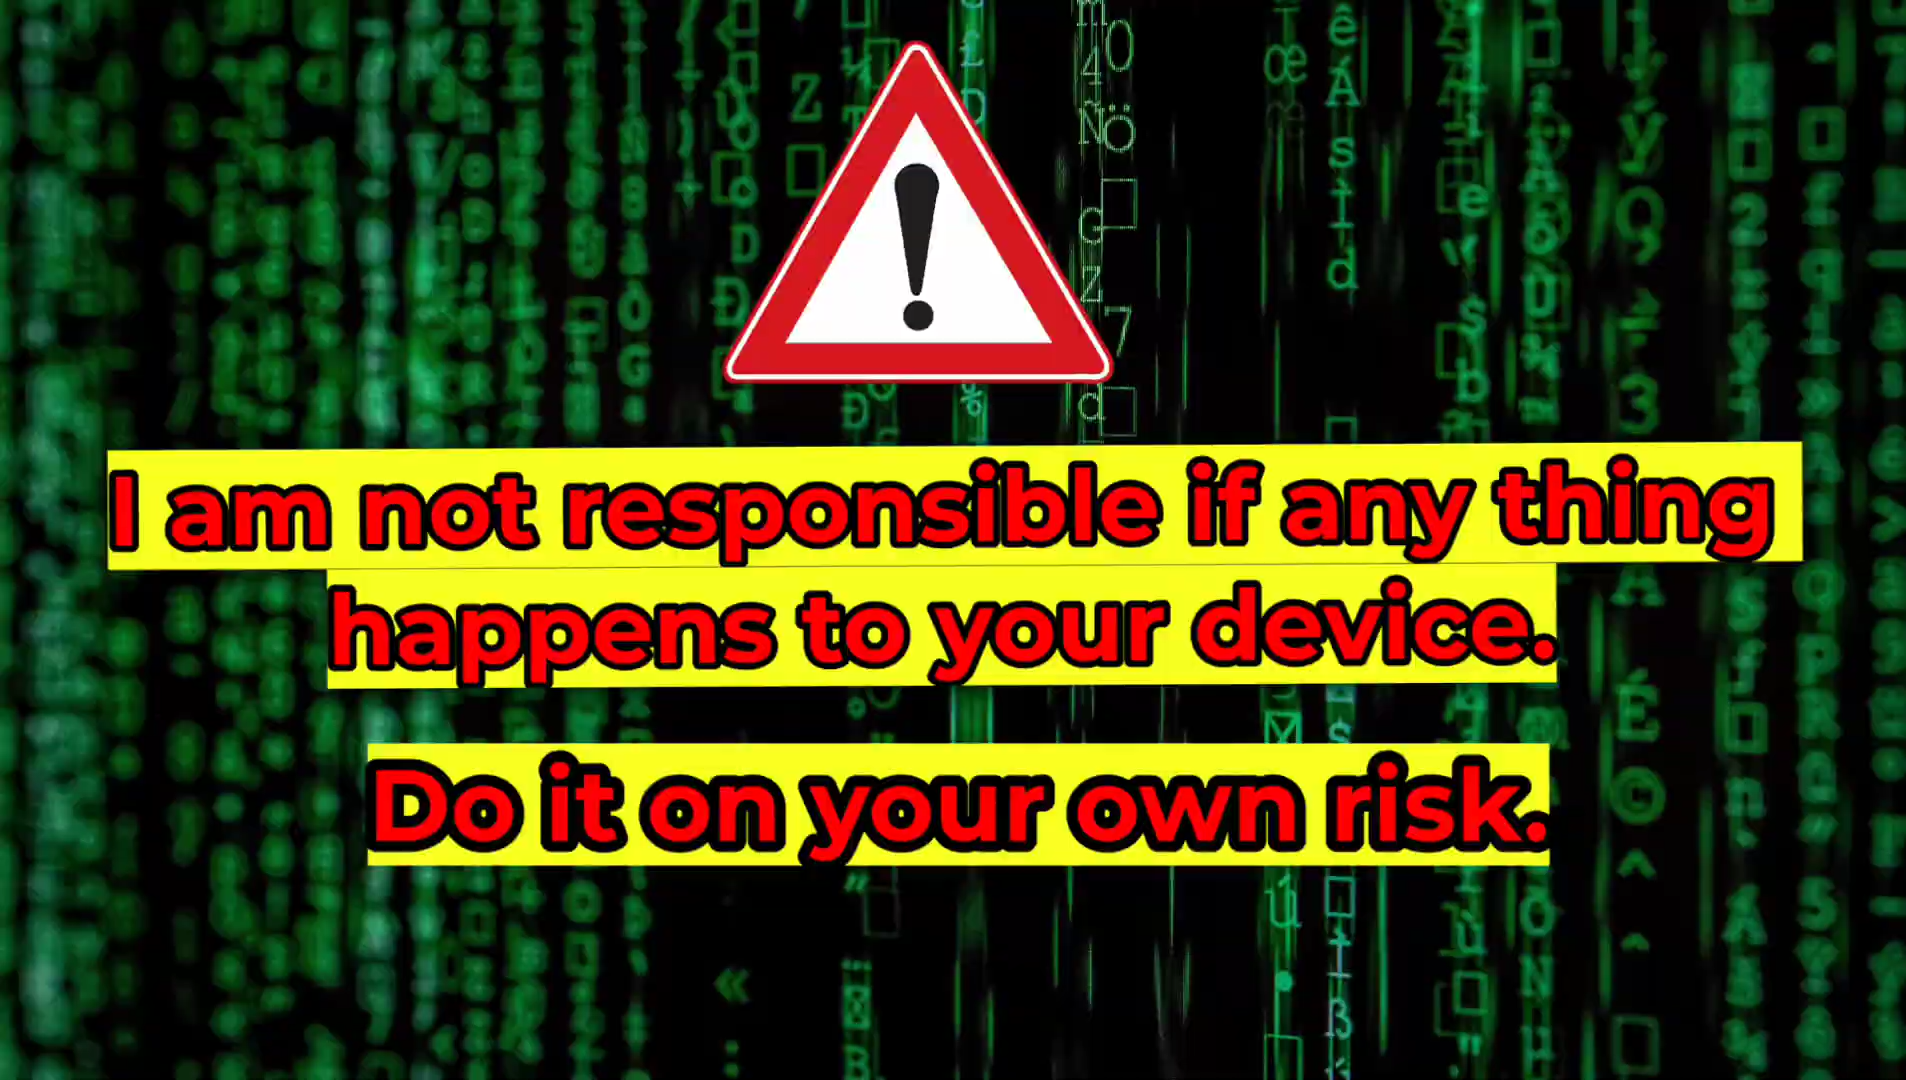 I am not responsible if any thing
happens to your device.
Do it on your own risk.